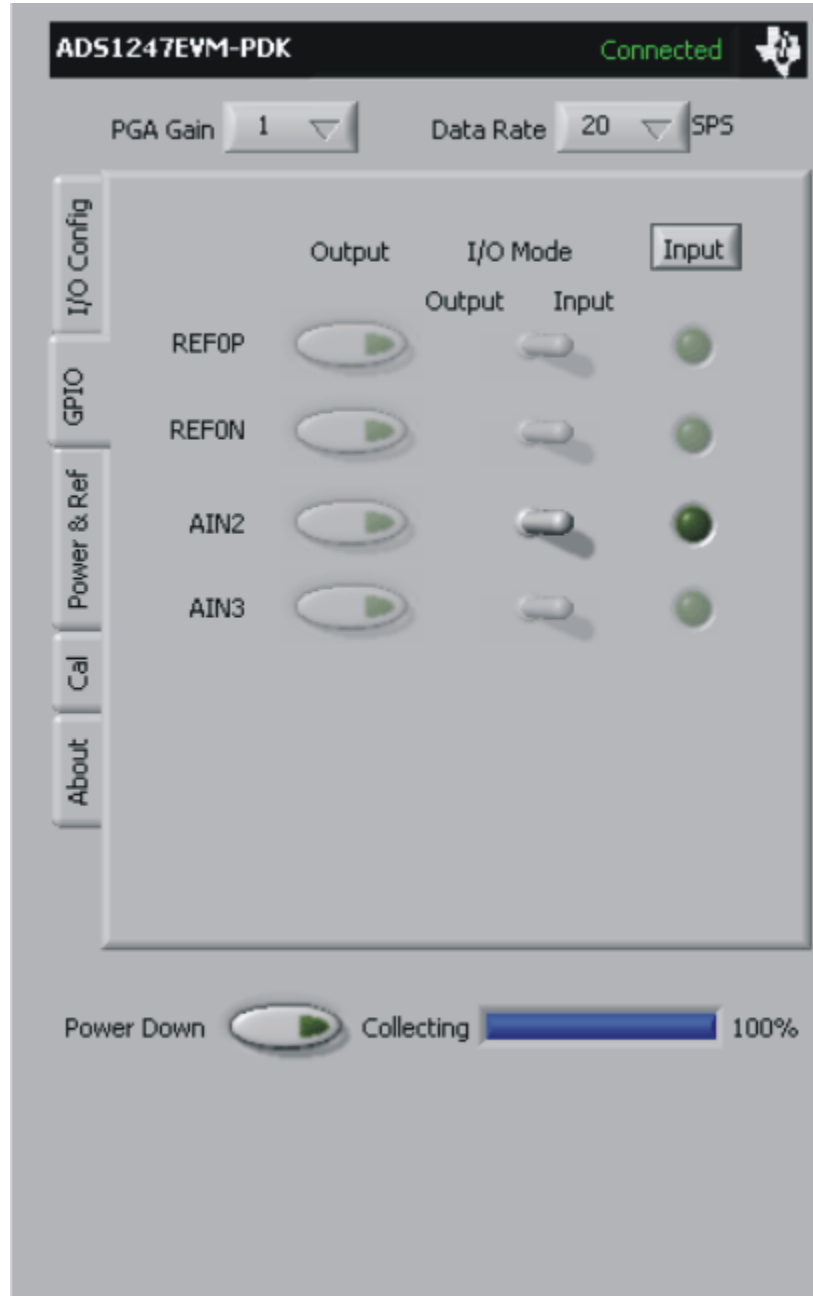 ADS1247EVM-PDK Connected
PGA Gain 1 Data Rate 20 SPS
I/O Config
GPIO
Power & Ref
Cal
About
Output I/O Mode Input
Output Input
REF0P
REF0N
AIN2
AIN3
Power Down Collecting 100%